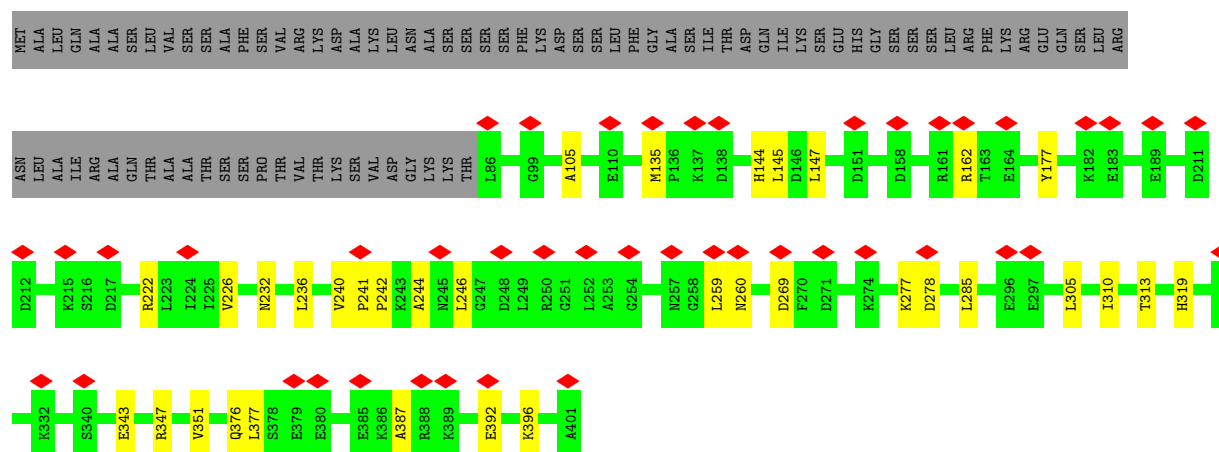 MET ALA LEU GLN ALA ALA SER LEU VAL SER SER ALA PHE SER VAL ARG LYS ASP ALA LYS LEU ASN ALA SER SER SER SER PHE LYS ASP SER SER LEU PHE GLY ALA SER ILE THR ASP GLN ILE LYS SER GLU HIS GLY SER SER SER LEU ARG PHE LYS ARG GLU GLN SER LEU ARG
ASN LEU ALA ILE ARG ALA GLN THR ALA ALA THR SER SER PRO THR VAL THR LYS SER VAL ASP GLY LYS LYS THR L86 G99 A105 E110 M135 P136 K137 D138 H144 L145 D146 L147 D151 D158 R161 R162 T163 E164 Y177 K182 E183 E189 D211
D212 K215 S216 D217 R222 L223 I224 I225 V226 N232 L236 V240 P241 P242 K243 A244 N245 L246 G247 D248 L249 R250 G251 L252 A253 G254 N257 G258 L259 N260 D269 F270 D271 K274 K277 D278 L285 E296 E297 L305 I310 T313 H319
K332 S340 E343 R347 V351 Q376 L377 S378 E379 E380 E385 K386 A387 R388 K389 E392 K396 A401